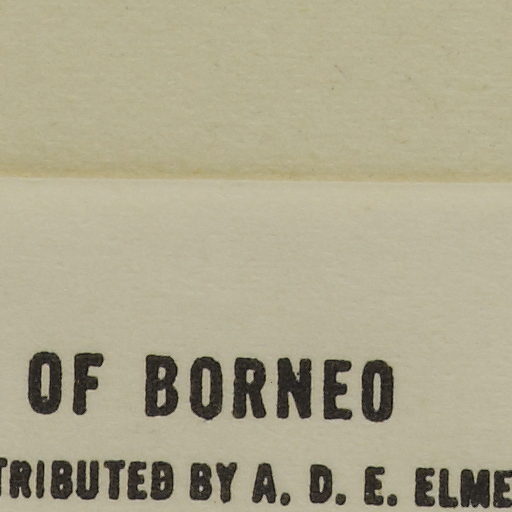 OF BORNEO
TRIBUTED BY A. D. E. ELME